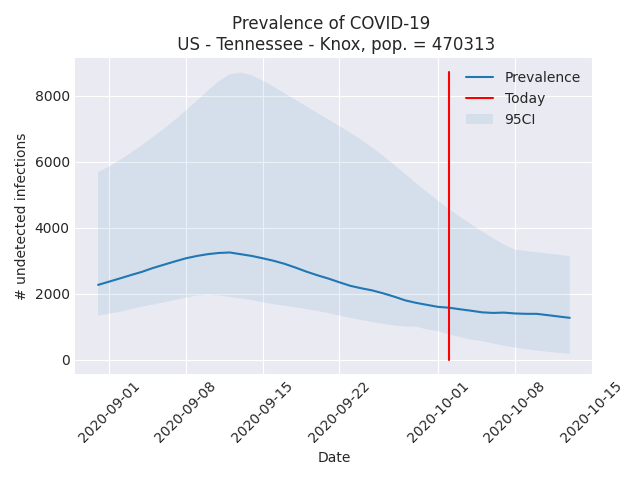 Prevalence of COVID-19
US - Tennessee - Knox, pop. = 470313
Prevalence
Today
95CI
# undetected infections
8000
6000
4000
2000
0
2020-09-01
2020-09-08
2020-09-15
2020-09-22
2020-10-01
2020-10-08
2020-10-15
Date